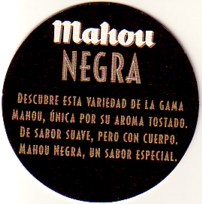 Mahou
NEGRA
DESCUBRE ESTA VARIEDAD DE LA GAMA
MAHOU, ÚNICA POR SU AROMA TOSTADO.
DE SABOR SUAVE, PERO CON CUERPO.
MAHOU NEGRA, UN SABOR ESPECIAL.